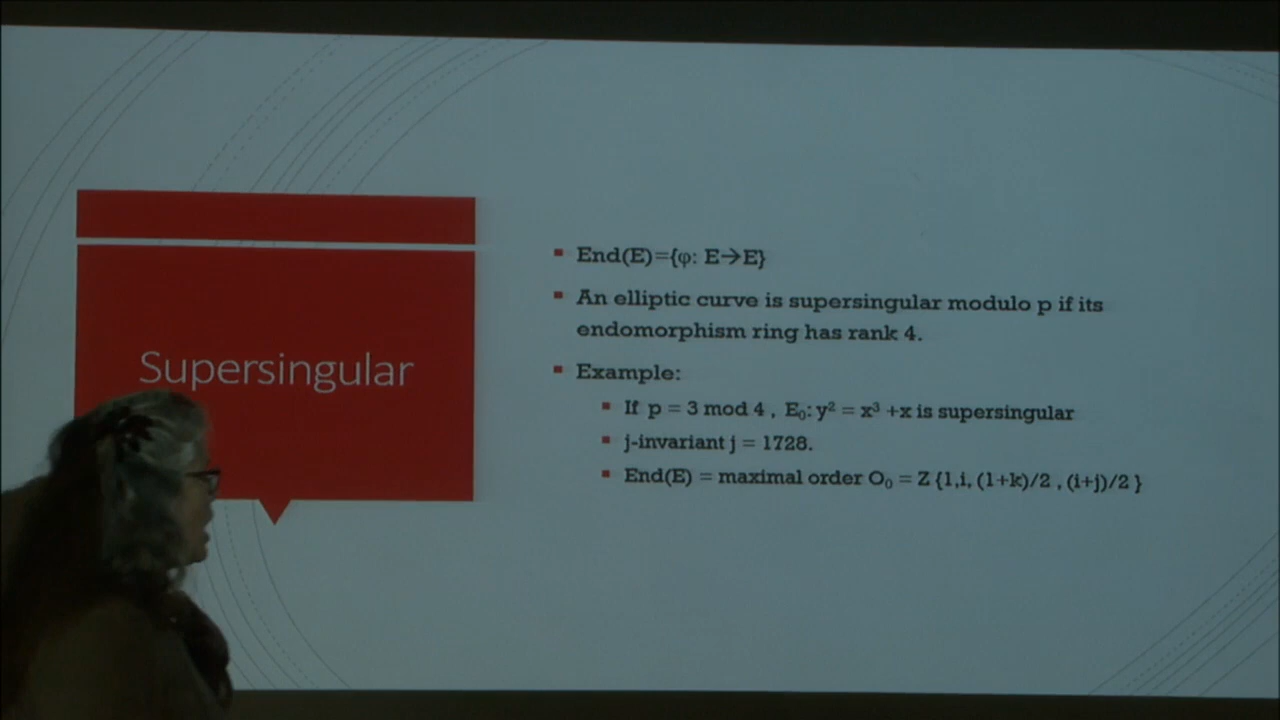 Supersingular
End(E)={φ: E→E}
An elliptic curve is supersingular modulo p if its
endomorphism ring has rank 4.
Example:
If p = 3 mod 4 , E₀: y² = x³ +x is supersingular
j-invariant j = 1728.
End(E) = maximal order O₀ = Z {1,i, (1+k)/2 , (i+j)/2 }